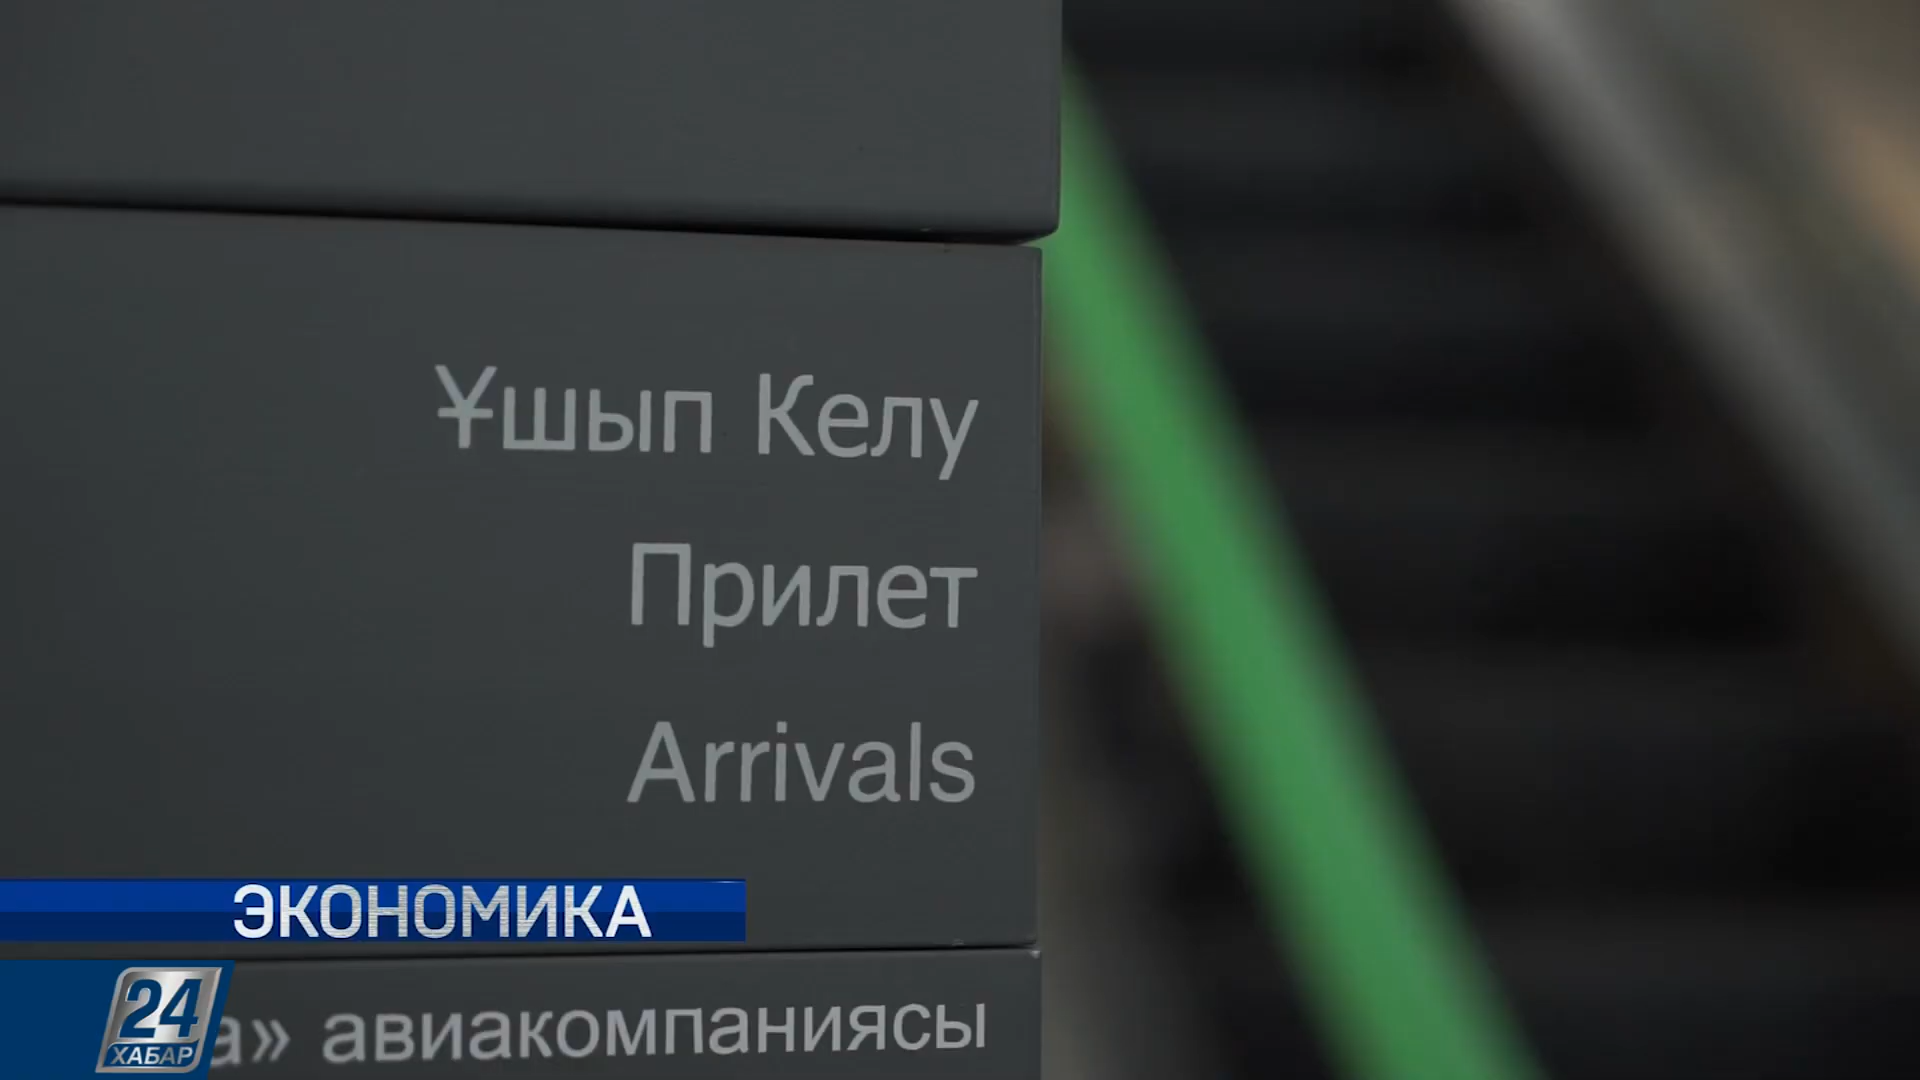 Ұшып Келу
Прилет
Arrivals
ЭКОНОМИКА
24
ХАБАР
а» авиакомпаниясы